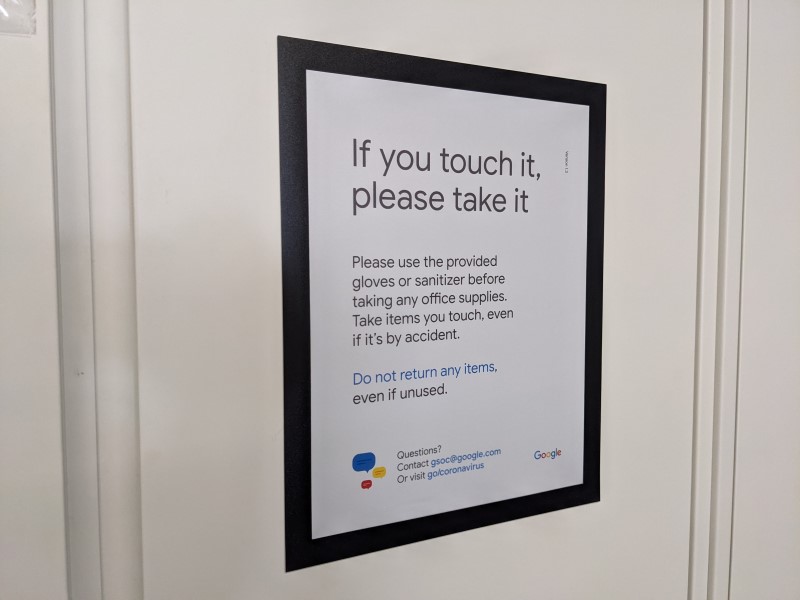 If you touch it,
please take it
Please use the provided
gloves or sanitizer before
taking any office supplies.
Take items you touch, even
if it's by accident.
Do not return any items,
even if unused.
Questions?
Contact gsoc@google.com
Or visit go/coronavirus
Google